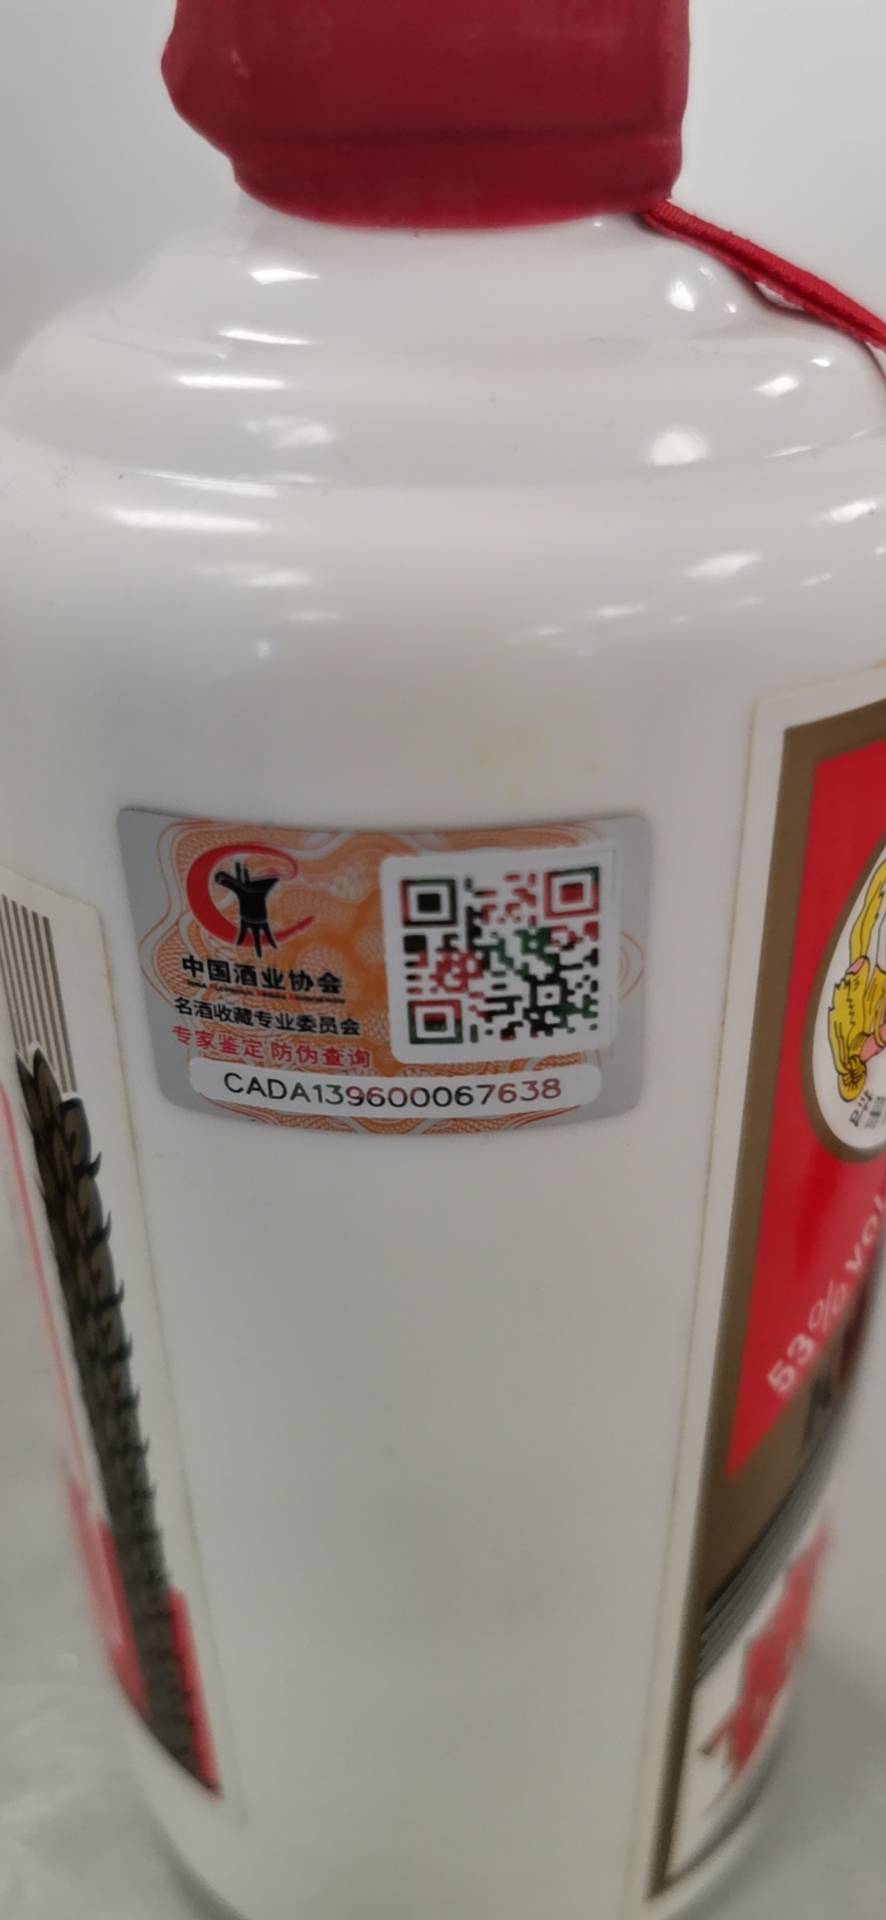 中国酒业协会
名酒收藏专业委员会
专家鉴定 防伪查询
CADA139600067638
53% VOL